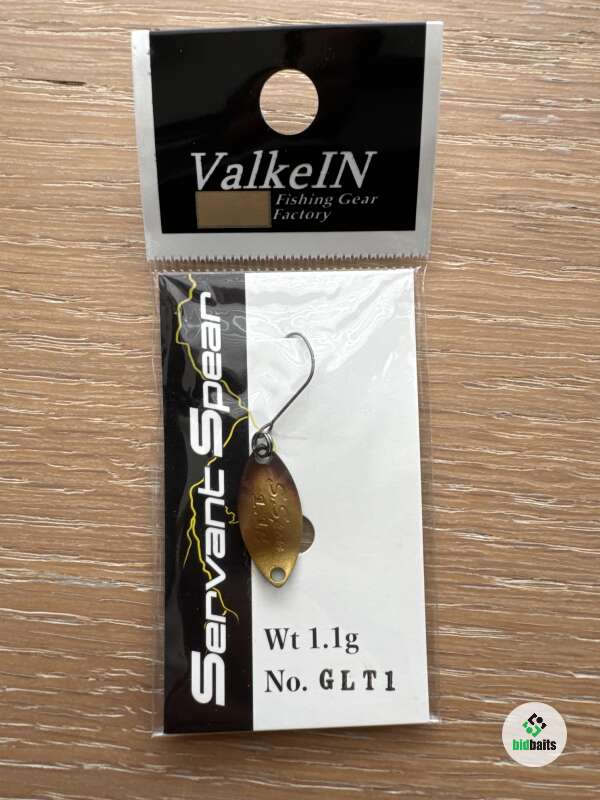 ValkeIN
Fishing Gear
Factory
Servant Spear
Wt 1.1g
No. GLT1
bidbaits